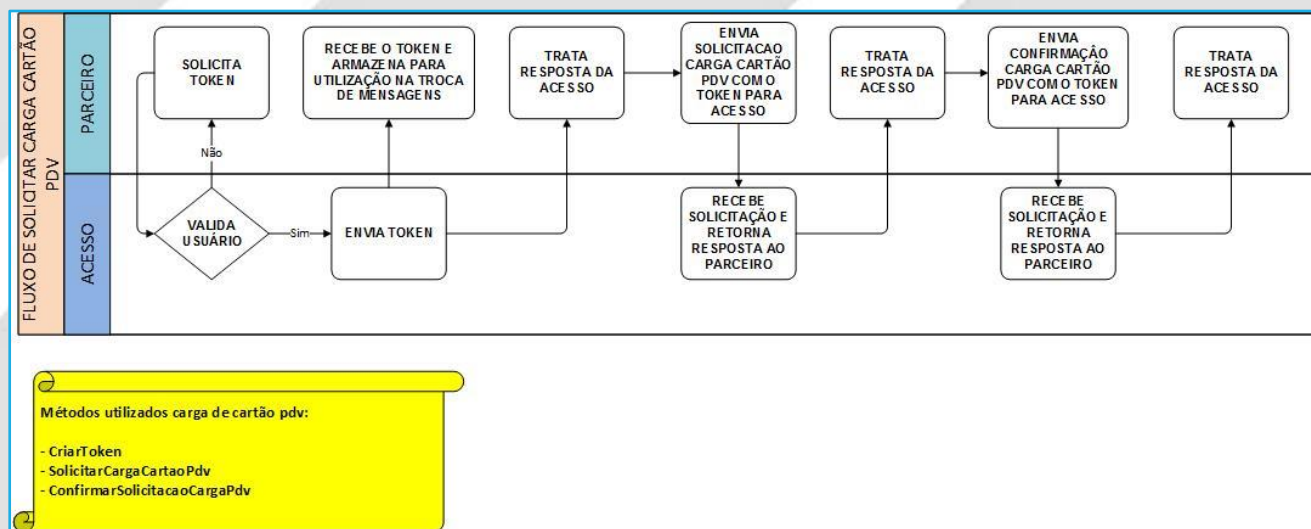 FLUXO DE SOLICITAR CARGA CARTÃO
PDV
PARCEIRO
SOLICITA
TOKEN
RECEBE O TOKEN E
ARMAZENA PARA
UTILIZAÇÃO NA TROCA
DE MENSAGENS
TRATA
RESPOSTA DA
ACESSO
ENVIA
SOLICITACAO
CARGA CARTÃO
PDV COM O
TOKEN PARA
ACESSO
TRATA
RESPOSTA DA
ACESSO
ENVIA
CONFIRMAÇÂO
CARGA CARTÃO
PDV COM O TOKEN
PARA ACESSO
TRATA
RESPOSTA DA
ACESSO
Não
ACESSO
VALIDA
USUÁRIO
Sim
ENVIA TOKEN
RECEBE
SOLICITAÇÃO E
RETORNA
RESPOSTA AO
PARCEIRO
RECEBE
SOLICITAÇÃO E
RETORNA
RESPOSTA AO
PARCEIRO
Métodos utilizados carga de cartão pdv:
- CriarToken
- SolicitarCargaCartaoPdv
- ConfirmarSolicitacaoCargaPdv